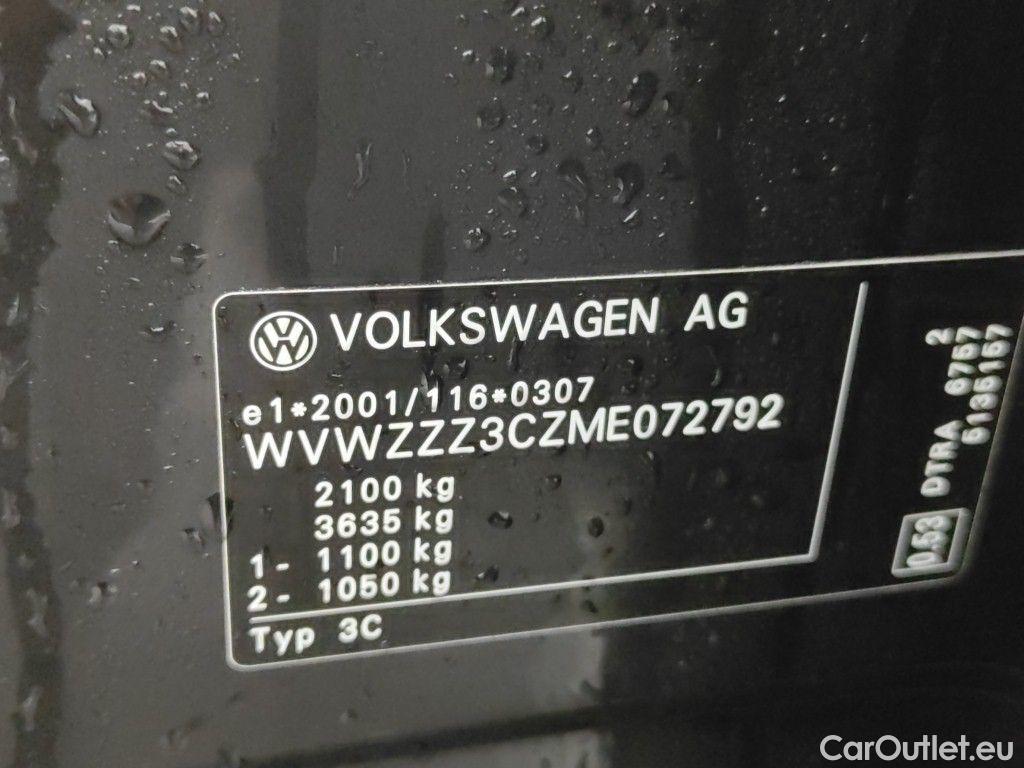 VOLKSWAGEN AG
e1*2001/116*0307
WVWZZZ3CZME072792
2100 kg
3635 kg
1- 1100 kg
2- 1050 kg
Typ 3C
0.53 DTRA 6757 2
5135157
CarOutlet.eu